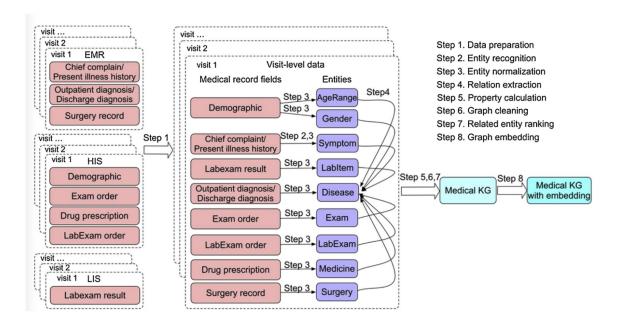 visit ...
visit 2
visit 1 EMR
Chief complain/
Present illness history
Outpatient diagnosis/
Discharge diagnosis
Surgery record
visit ...
visit 2
visit 1 HIS
Demographic
Exam order
Drug prescription
LabExam order
visit ...
visit 2
visit 1 LIS
Labexam result
Step 1
visit ...
visit 2
visit 1 Visit-level data
Medical record fields Entities
Demographic
Step 3
AgeRange
Step 3
Gender
Step4
Chief complaint/
Present illness history
Step 2,3
Symptom
Labexam result
Step 3
LabItem
Outpatient diagnosis/
Discharge diagnosis
Step 3
Disease
Exam order
Step 3
Exam
LabExam order
Step 3
LabExam
Drug prescription
Step 3
Medicine
Surgery record
Step 3
Surgery
Step 5,6,7
Medical KG
Step 8
Medical KG
with embedding
Step 1. Data preparation
Step 2. Entity recognition
Step 3. Entity normalization
Step 4. Relation extraction
Step 5. Property calculation
Step 6. Graph cleaning
Step 7. Related entity ranking
Step 8. Graph embedding